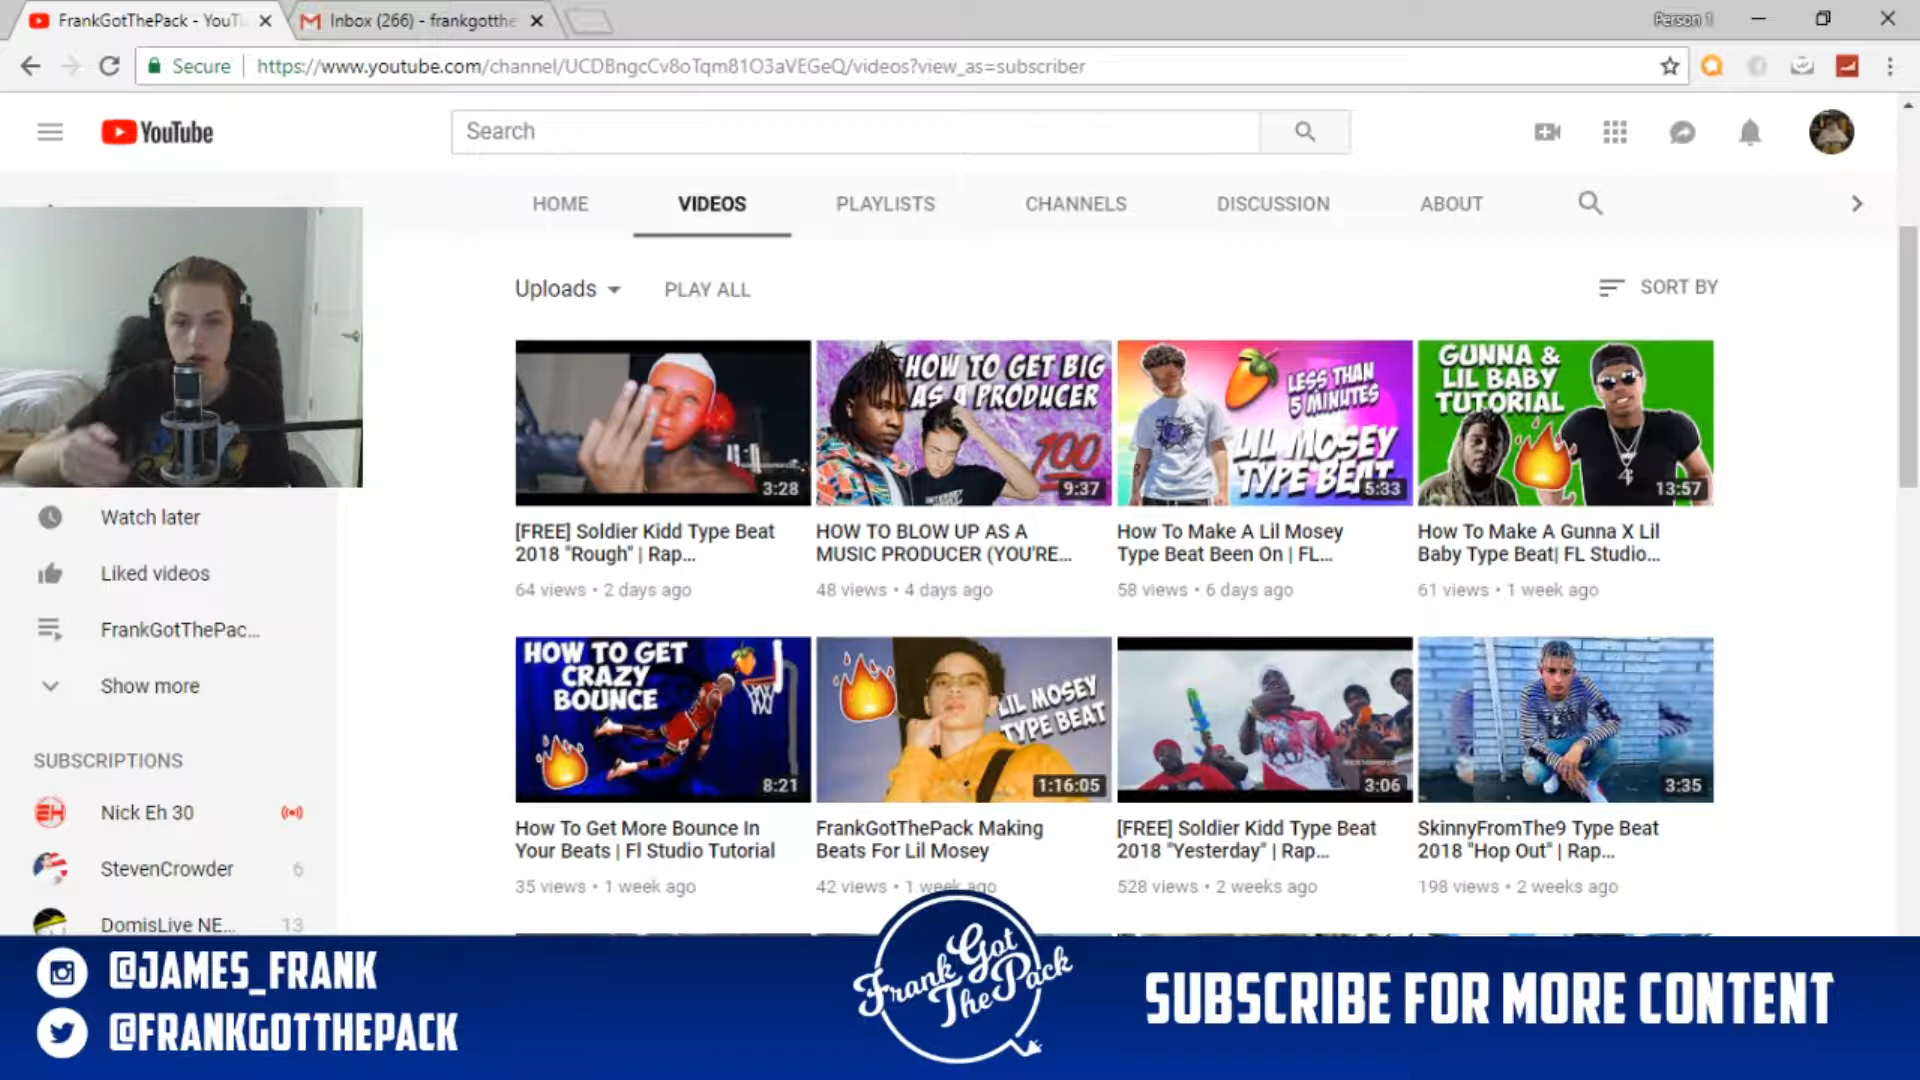 FrankGotThePack - YouTu
Inbox (266) - frankgotthe
Person 1
Secure
https://www.youtube.com/channel/UCDBngcCv8oTqm81O3aVEGeQ/videos?view_as=subscriber
YouTube
Search
HOME
VIDEOS
PLAYLISTS
CHANNELS
DISCUSSION
ABOUT
Uploads
PLAY ALL
SORT BY
3:28
HOW TO GET BIG
AS A PRODUCER
100
9:37
LESS THAN
5 MINUTES
LIL MOSEY
TYPE BEAT
5:33
GUNNA &
LIL BABY
TUTORIAL
13:57
[FREE] Soldier Kidd Type Beat
2018 "Rough" | Rap...
64 views • 2 days ago
HOW TO BLOW UP AS A
MUSIC PRODUCER (YOU'RE...
48 views • 4 days ago
How To Make A Lil Mosey
Type Beat Been On | FL...
58 views • 6 days ago
How To Make A Gunna X Lil
Baby Type Beat| FL Studio...
61 views • 1 week ago
Watch later
Liked videos
FrankGotThePac...
Show more
SUBSCRIPTIONS
EH
Nick Eh 30
StevenCrowder
6
DomisLive NE...
13
HOW TO GET
CRAZY
BOUNCE
8:21
LIL MOSEY
TYPE BEAT
1:16:05
3:06
3:35
How To Get More Bounce In
Your Beats | Fl Studio Tutorial
35 views • 1 week ago
FrankGotThePack Making
Beats For Lil Mosey
42 views • 1 week ago
[FREE] Soldier Kidd Type Beat
2018 "Yesterday" | Rap...
528 views • 2 weeks ago
SkinnyFromThe9 Type Beat
2018 "Hop Out" | Rap...
198 views • 2 weeks ago
@JAMES_FRANK
@FRANKGOTTHEPACK
Frank Got
The Pack
SUBSCRIBE FOR MORE CONTENT